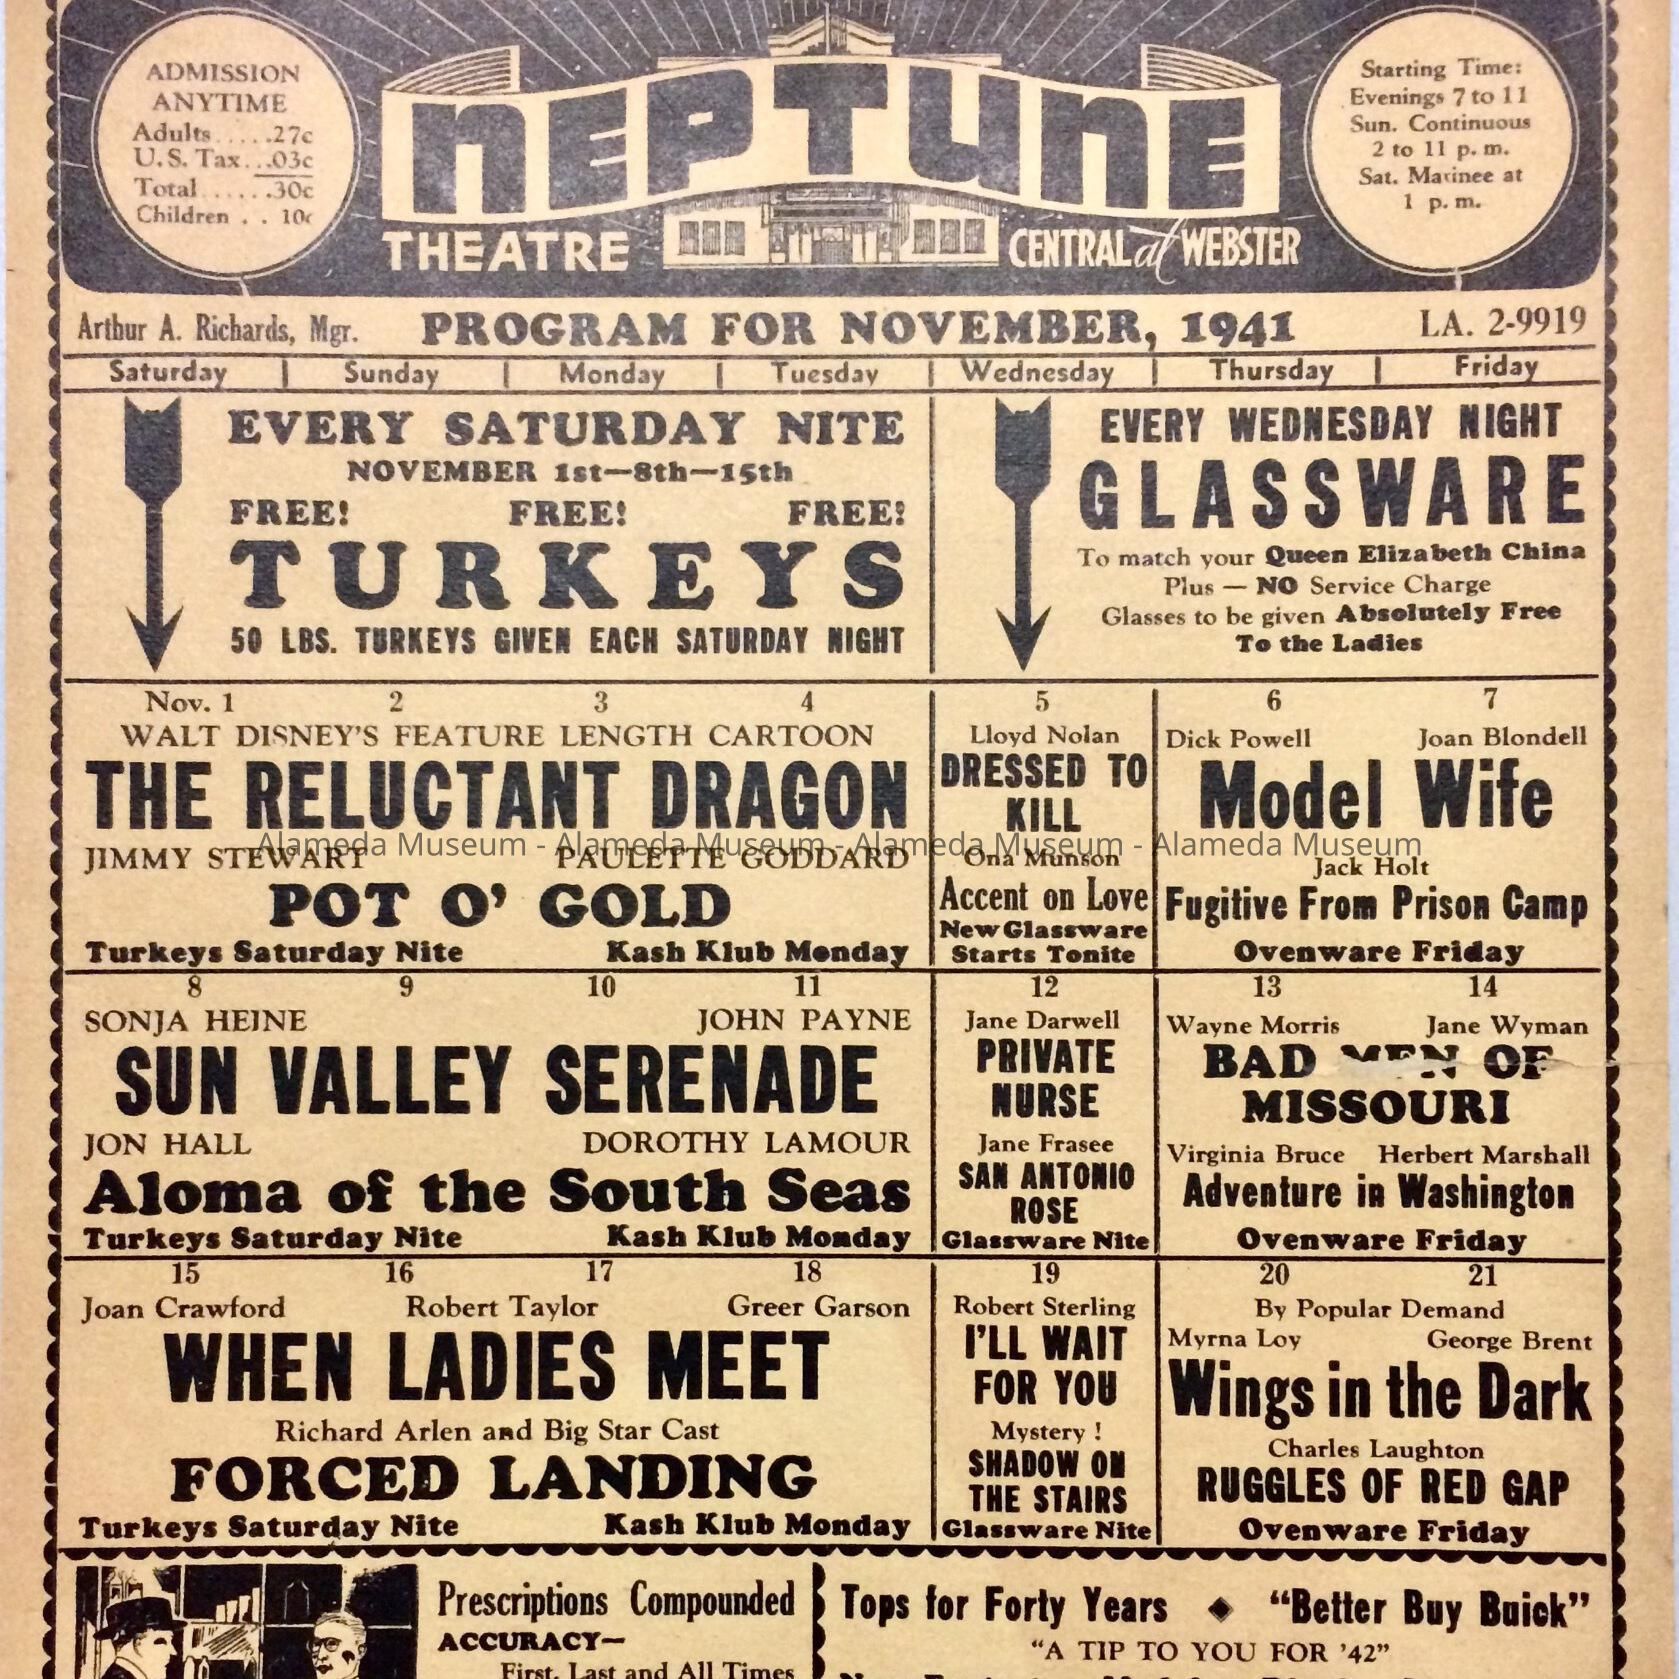 ADMISSION
ANYTIME
Adults.....27c
U.S. Tax...03c
Total......30c
Children . . 10c
NEPTUNE
THEATRE
CENTRAL at WEBSTER
Starting Time:
Evenings 7 to 11
Sun. Continuous
2 to 11 p. m.
Sat. Matinee at
1 p. m.
Arthur A. Richards, Mgr. PROGRAM FOR NOVEMBER, 1941 LA. 2-9919
Saturday Sunday Monday Tuesday Wednesday Thursday Friday
EVERY SATURDAY NITE
NOVEMBER 1st—8th—15th
FREE! FREE! FREE!
TURKEYS
50 LBS. TURKEYS GIVEN EACH SATURDAY NIGHT
EVERY WEDNESDAY NIGHT
GLASSWARE
To match your Queen Elizabeth China
Plus — NO Service Charge
Glasses to be given Absolutely Free
To the Ladies
Nov. 1 2 3 4
WALT DISNEY'S FEATURE LENGTH CARTOON
THE RELUCTANT DRAGON
JIMMY STEWART PAULETTE GODDARD
POT O' GOLD
Turkeys Saturday Nite Kash Klub Monday
5
Lloyd Nolan
DRESSED TO
KILL
Ona Munson
Accent on Love
New Glassware
Starts Tonite
6 7
Dick Powell Joan Blondell
Model Wife
Jack Holt
Fugitive From Prison Camp
Ovenware Friday
Alameda Museum - Alameda Museum - Alameda Museum - Alameda Museum
8 9 10 11
SONJA HEINE JOHN PAYNE
SUN VALLEY SERENADE
JON HALL DOROTHY LAMOUR
Aloma of the South Seas
Turkeys Saturday Nite Kash Klub Monday
12
Jane Darwell
PRIVATE
NURSE
Jane Frasee
SAN ANTONIO
ROSE
Glassware Nite
13 14
Wayne Morris Jane Wyman
BAD MEN OF
MISSOURI
Virginia Bruce Herbert Marshall
Adventure in Washington
Ovenware Friday
15 16 17 18
Joan Crawford Robert Taylor Greer Garson
WHEN LADIES MEET
Richard Arlen and Big Star Cast
FORCED LANDING
Turkeys Saturday Nite Kash Klub Monday
19
Robert Sterling
I'LL WAIT
FOR YOU
Mystery !
SHADOW ON
THE STAIRS
Glassware Nite
20 21
By Popular Demand
Myrna Loy George Brent
Wings in the Dark
Charles Laughton
RUGGLES OF RED GAP
Ovenware Friday
Prescriptions Compounded
ACCURACY—
First, Last and All Times
Tops for Forty Years ◆ "Better Buy Buick"
"A TIP TO YOU FOR '42"